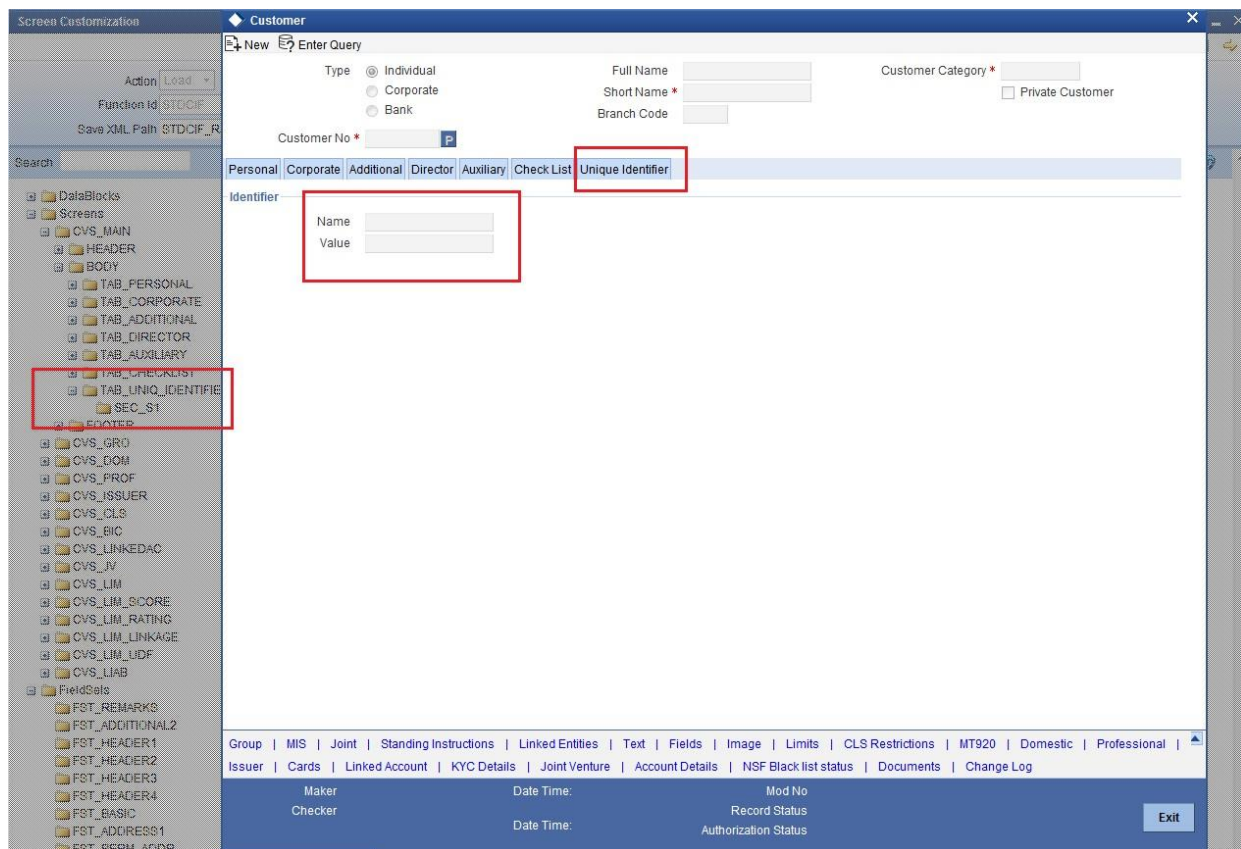 Screen Customization
Action Load
Function Id STDCIF
Save XML Path STDCIF_R
Search
DataBlocks
Screens
CVS_MAIN
HEADER
BODY
TAB_PERSONAL
TAB_CORPORATE
TAB_ADDITIONAL
TAB_DIRECTOR
TAB_AUXILIARY
TAB_CHECKLIST
TAB_UNIQ_IDENTIFIE
SEC_S1
FOOTER
CVS_GRO
CVS_DOM
CVS_PROF
CVS_ISSUER
CVS_CLS
CVS_BIC
CVS_LINKEDAC
CVS_JV
CVS_LIM
CVS_LIM_SCORE
CVS_LIM_RATING
CVS_LIM_LINKAGE
CVS_LIM_UDF
CVS_LIAB
FieldSets
FST_REMARKS
FST_ADDITIONAL2
FST_HEADER1
FST_HEADER2
FST_HEADER3
FST_HEADER4
FST_BASIC
FST_ADDRESS1
FST_PERM_ADDR
Customer
New Enter Query
Type Individual Full Name Customer Category *
Corporate Short Name * Private Customer
Bank Branch Code
Customer No * P
Personal Corporate Additional Director Auxiliary Check List Unique Identifier
Identifier
Name
Value
Group | MIS | Joint | Standing Instructions | Linked Entities | Text | Fields | Image | Limits | CLS Restrictions | MT920 | Domestic | Professional |
Issuer | Cards | Linked Account | KYC Details | Joint Venture | Account Details | NSF Black list status | Documents | Change Log
Maker Date Time: Mod No
Checker Record Status
Date Time: Authorization Status
Exit